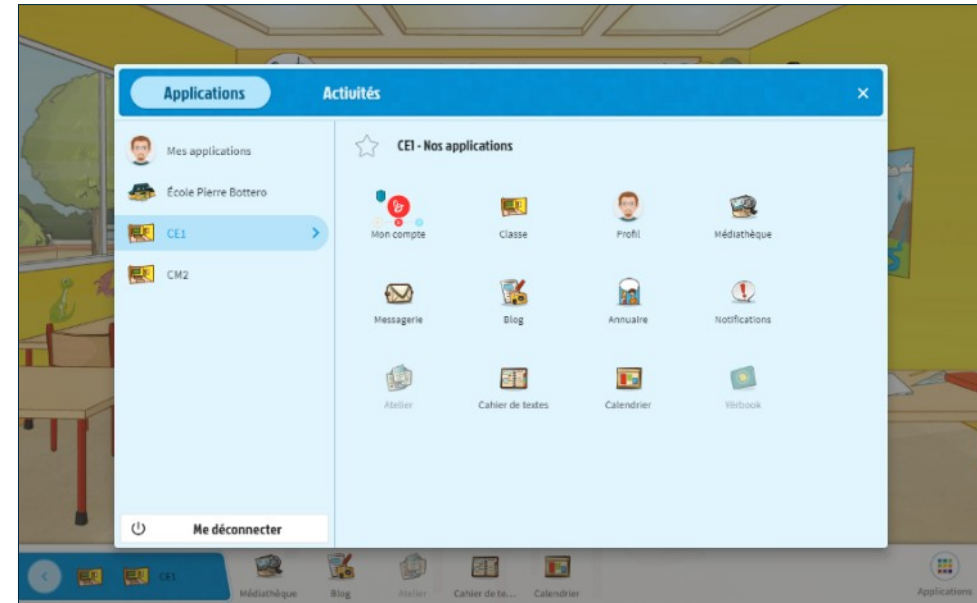 Applications Activités ×
Mes applications
École Pierre Bottero
CE1
CM2
Me déconnecter
CE1 - Nos applications
Mon compte Classe Profil Médiathèque
Messagerie Blog Annuaire Notifications
Atelier Cahier de textes Calendrier Yearbook
CE1 Médiathèque Blog Atelier Cahier de te... Calendrier Applications